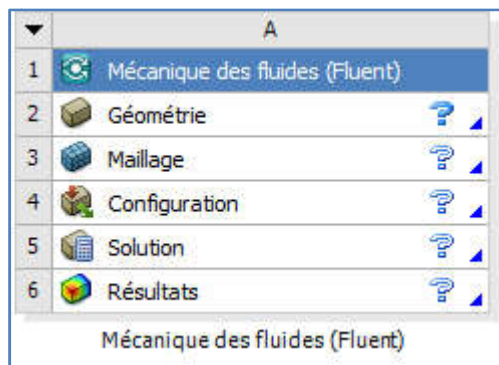 A
1 Mécanique des fluides (Fluent)
2 Géométrie ?
3 Maillage ?
4 Configuration ?
5 Solution ?
6 Résultats ?
Mécanique des fluides (Fluent)